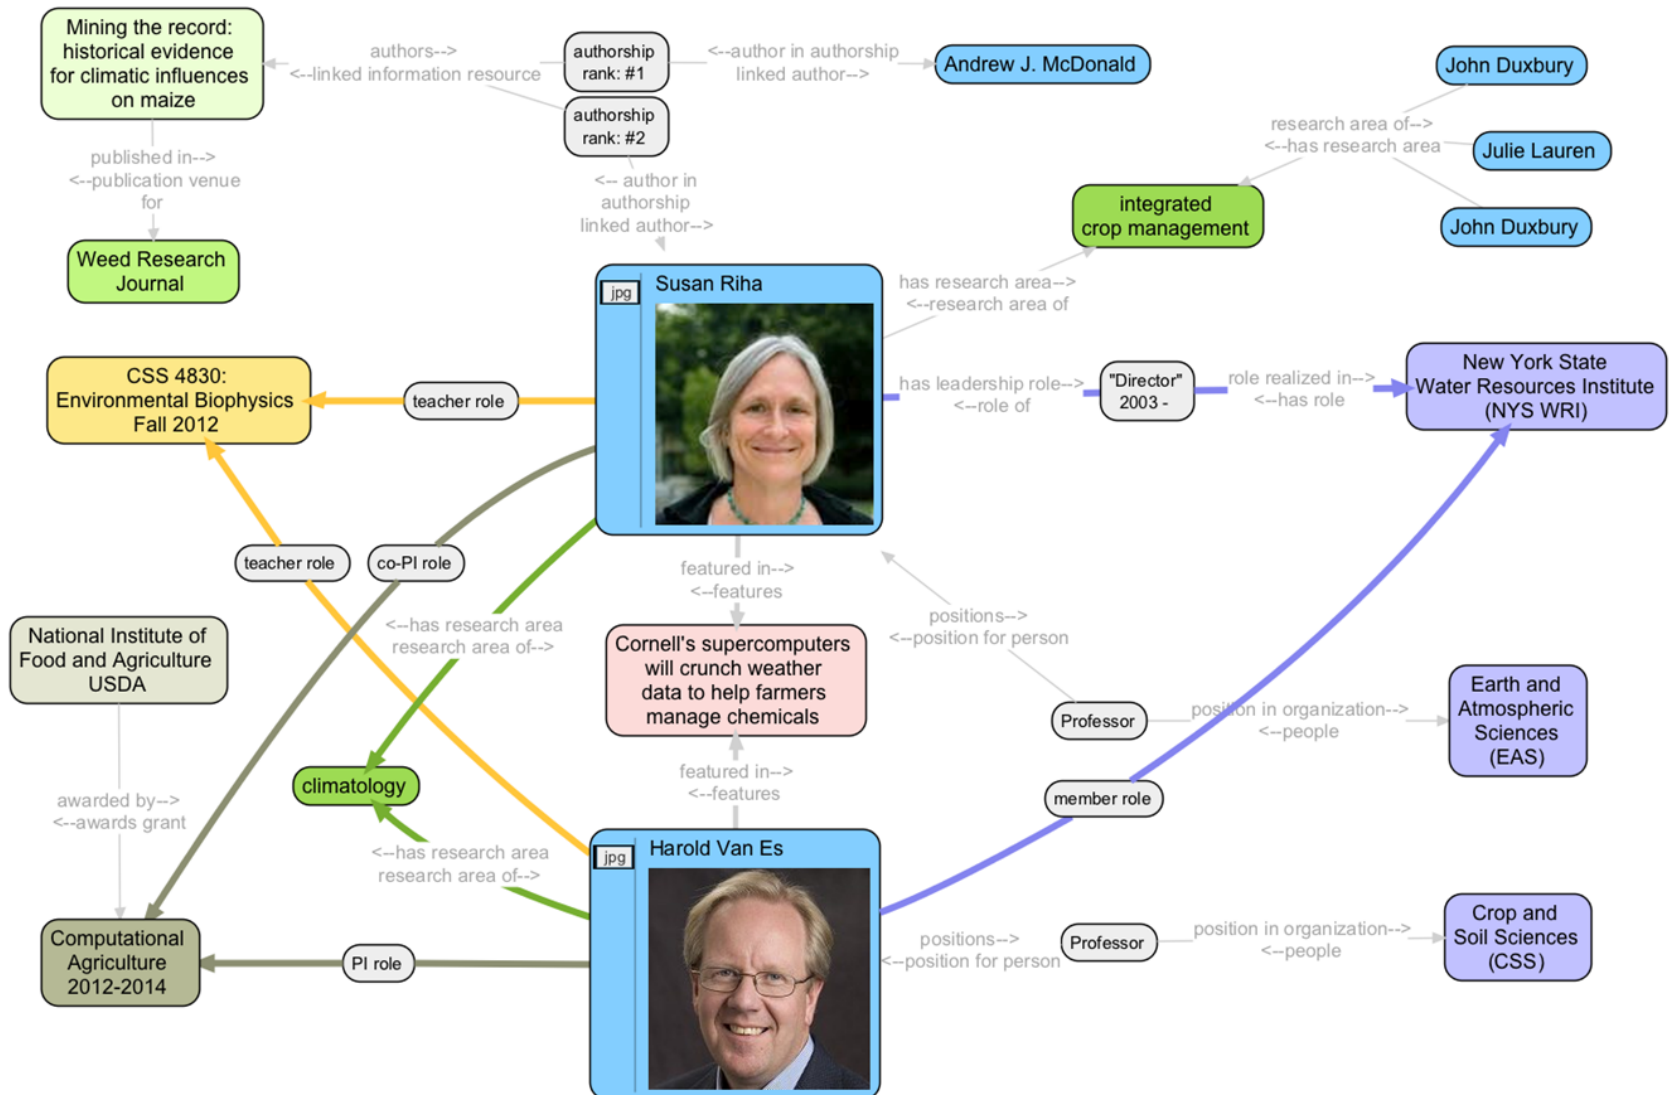 Mining the record:
historical evidence
for climatic influences
on maize
authors-->
<--linked information resource
authorship
rank: #1
<--author in authorship
linked author-->
Andrew J. McDonald
John Duxbury
authorship
rank: #2
research area of-->
<--has research area
Julie Lauren
published in-->
<--publication venue
for
<-- author in
authorship
linked author-->
integrated
crop management
John Duxbury
Weed Research
Journal
jpg
Susan Riha
has research area-->
<--research area of
CSS 4830:
Environmental Biophysics
Fall 2012
teacher role
has leadership role-->
<--role of
"Director"
2003 -
role realized in-->
<--has role
New York State
Water Resources Institute
(NYS WRI)
teacher role
co-PI role
featured in-->
<--features
<--has research area
research area of-->
positions-->
<--position for person
National Institute of
Food and Agriculture
USDA
Cornell's supercomputers
will crunch weather
data to help farmers
manage chemicals
Professor
position in organization-->
<--people
Earth and
Atmospheric
Sciences
(EAS)
climatology
featured in-->
<--features
member role
awarded by-->
<--awards grant
<--has research area
research area of-->
jpg
Harold Van Es
Computational
Agriculture
2012-2014
PI role
positions-->
<--position for person
Professor
position in organization-->
<--people
Crop and
Soil Sciences
(CSS)